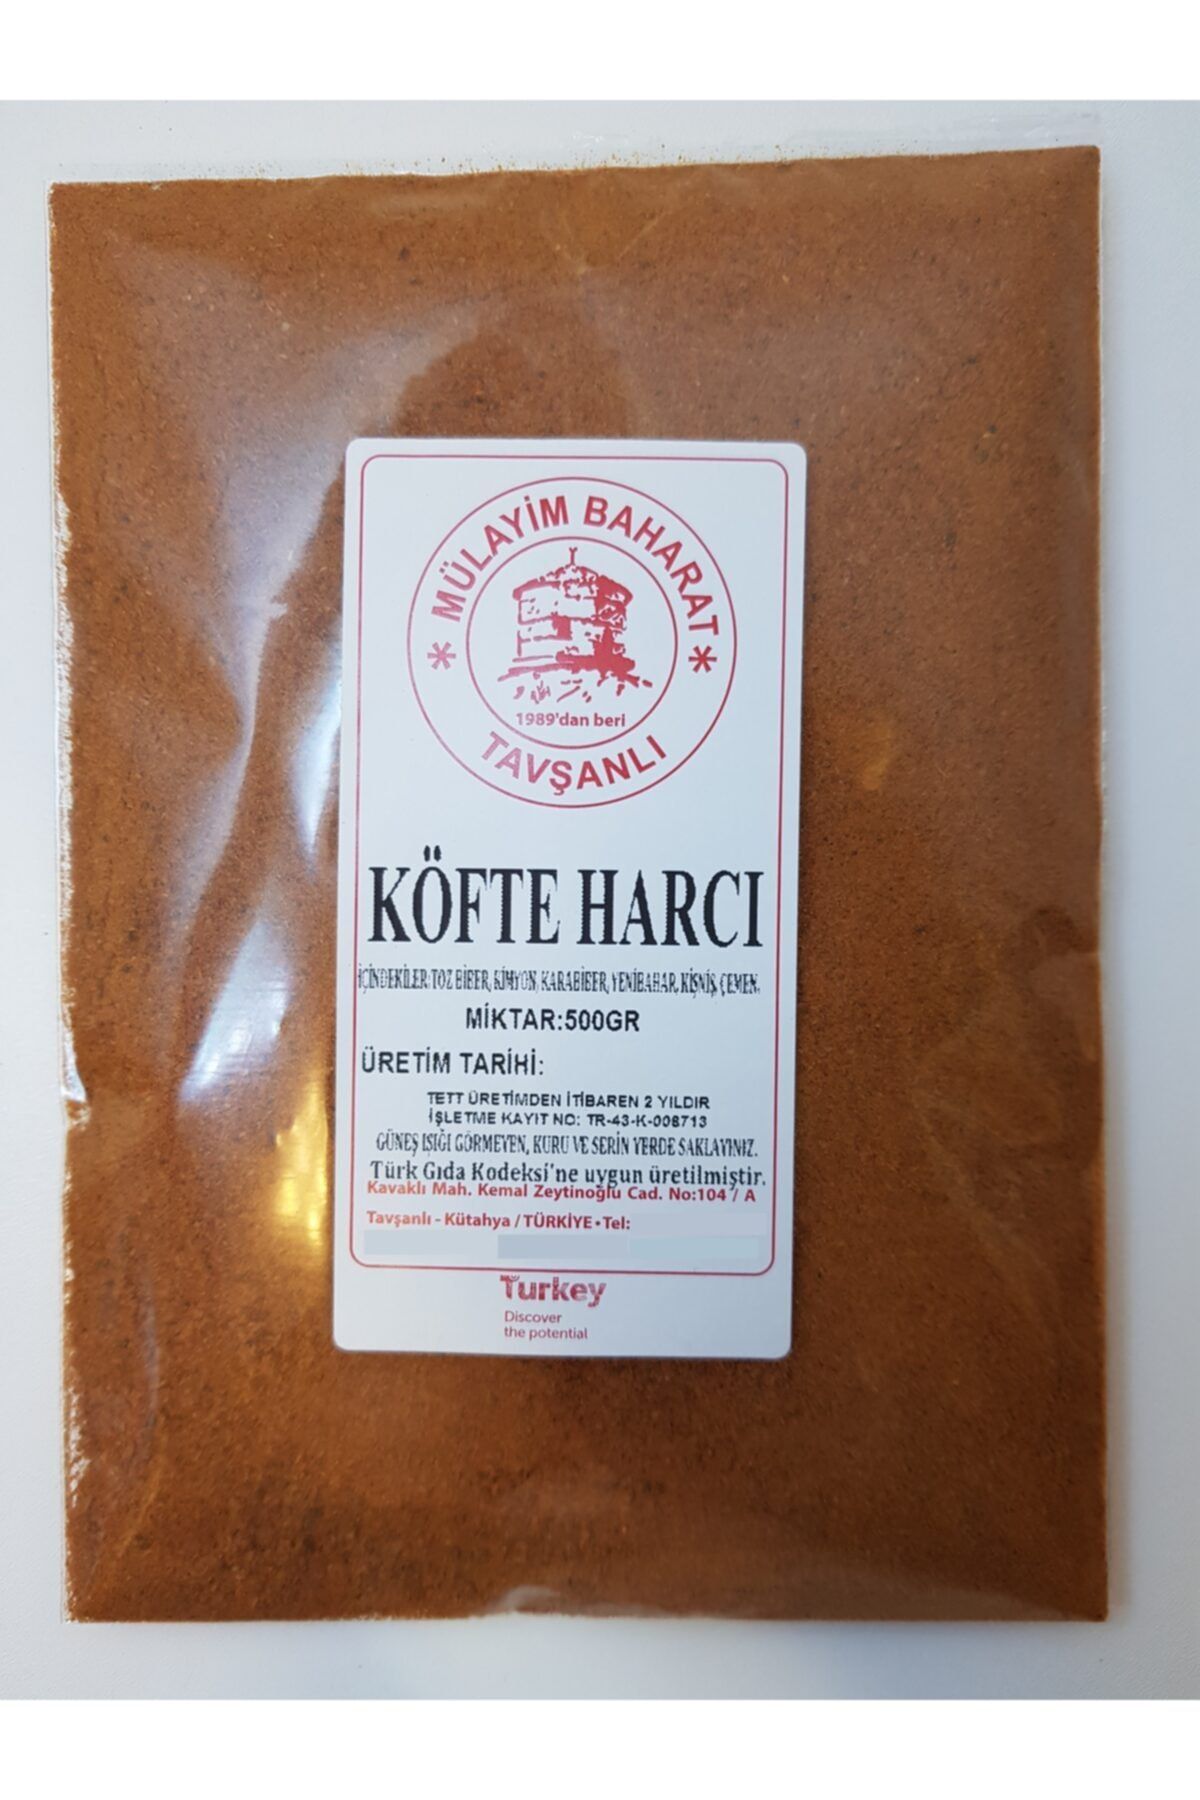 MÜLAYİM BAHARAT
1989'dan beri
* TAVŞANLI *
KÖFTE HARCI
İÇİNDEKİLER: TOZ BİBER, KİMYON, KARABİBER, YENİBAHAR, KİŞNİŞ, ÇEMEN.
MİKTAR:500GR
ÜRETİM TARİHİ:
TETT ÜRETİMDEN İTİBAREN 2 YILDIR
İŞLETME KAYIT NO: TR-43-K-008713
GÜNEŞ IŞIĞI GÖRMEYEN, KURU VE SERİN YERDE SAKLAYINIZ.
Türk Gıda Kodeksi'ne uygun üretilmiştir.
Kavaklı Mah. Kemal Zeytinoğlu Cad. No:104 / A
Tavşanlı - Kütahya / TÜRKİYE • Tel:
Turkey
Discover
the potential